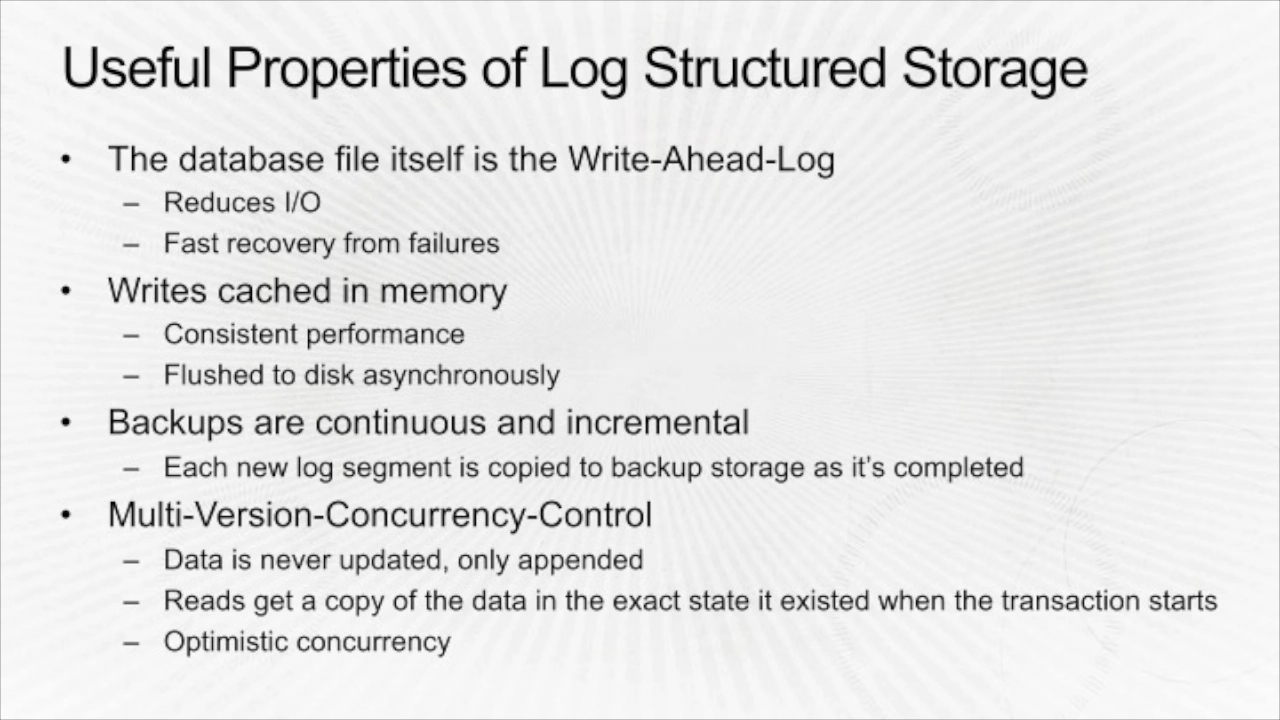 Useful Properties of Log Structured Storage
• The database file itself is the Write-Ahead-Log
– Reduces I/O
– Fast recovery from failures
• Writes cached in memory
– Consistent performance
– Flushed to disk asynchronously
• Backups are continuous and incremental
– Each new log segment is copied to backup storage as it's completed
• Multi-Version-Concurrency-Control
– Data is never updated, only appended
– Reads get a copy of the data in the exact state it existed when the transaction starts
– Optimistic concurrency